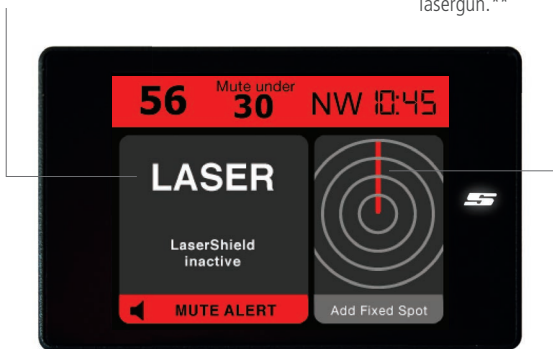 lasergun.**
56 Mute under 30 NW 10:45
LASER
LaserShield
inactive
MUTE ALERT
Add Fixed Spot